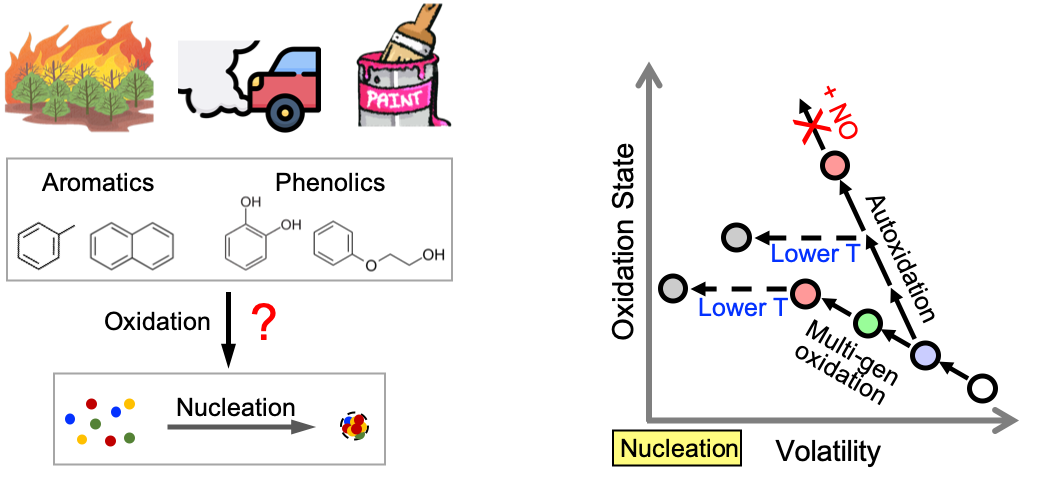 PAINT
Aromatics
Phenolics
OH
OH
O
OH
Oxidation
?
Nucleation
Oxidation State
+ NO
Autoxidation
Lower T
Lower T
Multi-gen
oxidation
Nucleation
Volatility